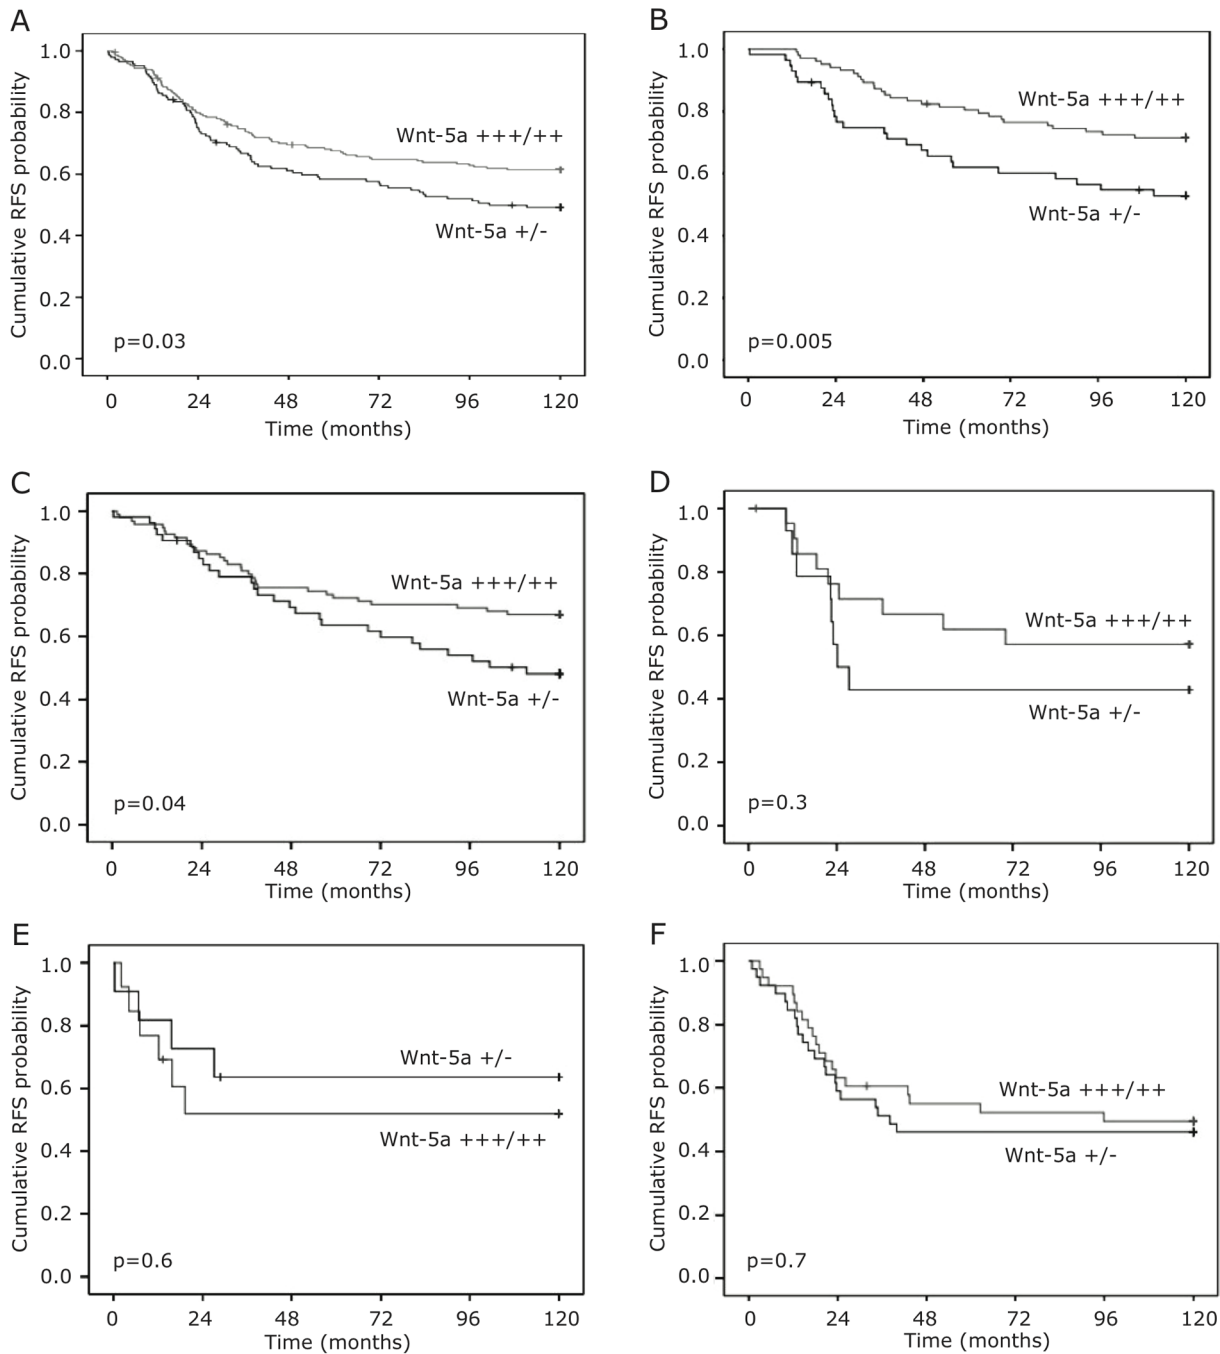 A
Cumulative RFS probability
1.0
0.8
0.6
0.4
0.2
0.0
Wnt-5a +++/++
Wnt-5a +/-
p=0.03
0 24 48 72 96 120
Time (months)
B
Cumulative RFS probability
1.0
0.8
0.6
0.4
0.2
0.0
Wnt-5a +++/++
Wnt-5a +/-
p=0.005
0 24 48 72 96 120
Time (months)
C
Cumulative RFS probability
1.0
0.8
0.6
0.4
0.2
0.0
Wnt-5a +++/++
Wnt-5a +/-
p=0.04
0 24 48 72 96 120
Time (months)
D
Cumulative RFS probability
1.0
0.8
0.6
0.4
0.2
0.0
Wnt-5a +++/++
Wnt-5a +/-
p=0.3
0 24 48 72 96 120
Time (months)
E
Cumulative RFS probability
1.0
0.8
0.6
0.4
0.2
0.0
Wnt-5a +/-
Wnt-5a +++/++
p=0.6
0 24 48 72 96 120
Time (months)
F
Cumulative RFS probability
1.0
0.8
0.6
0.4
0.2
0.0
Wnt-5a +++/++
Wnt-5a +/-
p=0.7
0 24 48 72 96 120
Time (months)